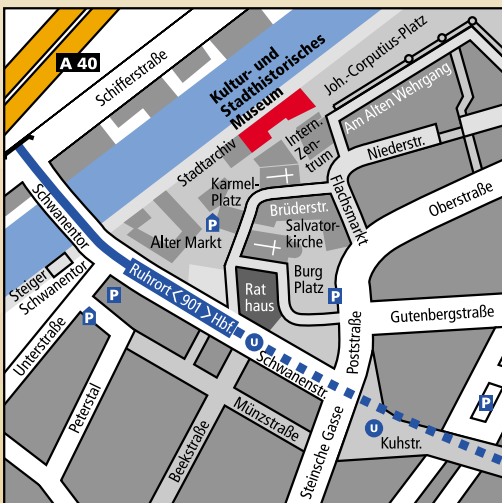 A 40
Schifferstraße
Kultur- und
Stadthistorisches
Museum
Joh.-Corputius-Platz
Stadtarchiv
Intern.
Zen-
trum
Am Alten Wehrgang
Niederstr.
Karmel-
Platz
Flachsmarkt
Oberstraße
Brüderstr.
Salvator-
kirche
P
Alter Markt
Schwanentor
Steiger
Schwanentor
Burg
Platz
Rat
haus
P
Ruhrort <901> Hbf.
P
P
Gutenbergstraße
Unterstraße
U
Schwanenstr.
Poststraße
Peterstal
Beekstraße
Münzstraße
Steinsche Gasse
U
Kuhstr.
P